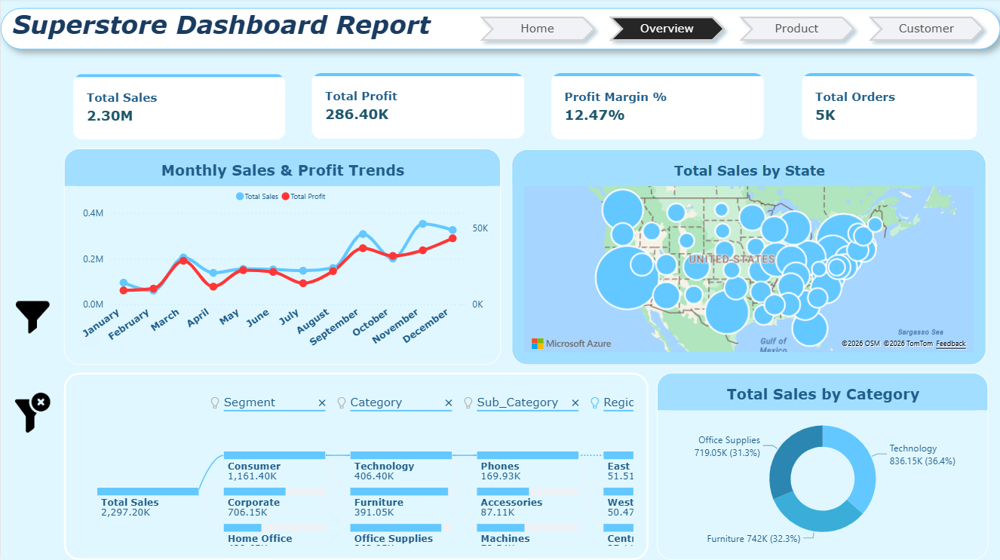 Superstore Dashboard Report
Home
Overview
Product
Customer
Total Sales
2.30M
Total Profit
286.40K
Profit Margin %
12.47%
Total Orders
5K
Monthly Sales & Profit Trends
Total Sales
Total Profit
0.4M
0.2M
0.0M
50K
0K
January
February
March
April
May
June
July
August
September
October
November
December
Total Sales by State
UNITED STATES
Sargasso Sea
Gulf of
Mexico
Microsoft Azure
©2026 OSM ©2026 TomTom Feedback
Segment
Category
Sub_Category
Regic
Total Sales
2,297.20K
Consumer
1,161.40K
Corporate
706.15K
Home Office
Technology
406.40K
Furniture
391.05K
Office Supplies
Phones
169.93K
Accessories
87.11K
Machines
East
51.51
West
50.47
Centr
Total Sales by Category
Office Supplies
719.05K (31.3%)
Technology
836.15K (36.4%)
Furniture 742K (32.3%)